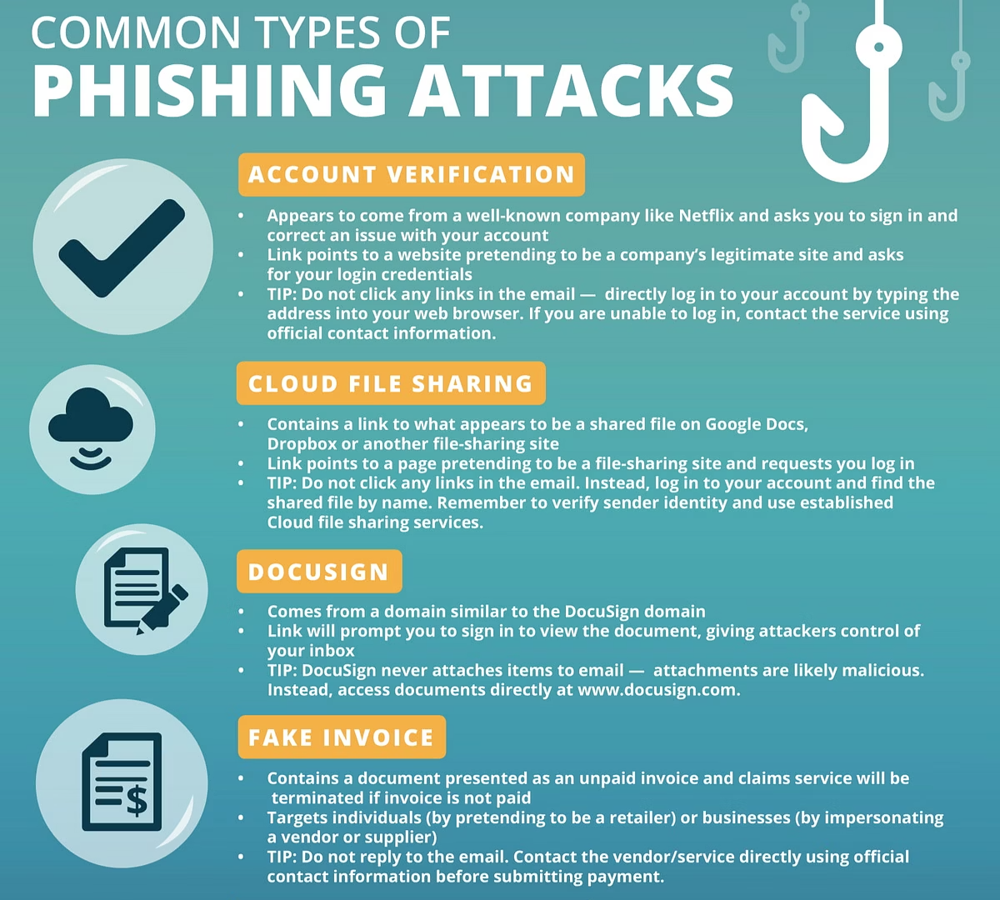 COMMON TYPES OF
PHISHING ATTACKS
ACCOUNT VERIFICATION
• Appears to come from a well-known company like Netflix and asks you to sign in and
correct an issue with your account
• Link points to a website pretending to be a company’s legitimate site and asks
for your login credentials
• TIP: Do not click any links in the email — directly log in to your account by typing the
address into your web browser. If you are unable to log in, contact the service using
official contact information.
CLOUD FILE SHARING
• Contains a link to what appears to be a shared file on Google Docs,
Dropbox or another file-sharing site
• Link points to a page pretending to be a file-sharing site and requests you log in
• TIP: Do not click any links in the email. Instead, log in to your account and find the
shared file by name. Remember to verify sender identity and use established
Cloud file sharing services.
DOCUSIGN
• Comes from a domain similar to the DocuSign domain
• Link will prompt you to sign in to view the document, giving attackers control of
your inbox
• TIP: DocuSign never attaches items to email — attachments are likely malicious.
Instead, access documents directly at www.docusign.com.
FAKE INVOICE
$
• Contains a document presented as an unpaid invoice and claims service will be
terminated if invoice is not paid
• Targets individuals (by pretending to be a retailer) or businesses (by impersonating
a vendor or supplier)
• TIP: Do not reply to the email. Contact the vendor/service directly using official
contact information before submitting payment.